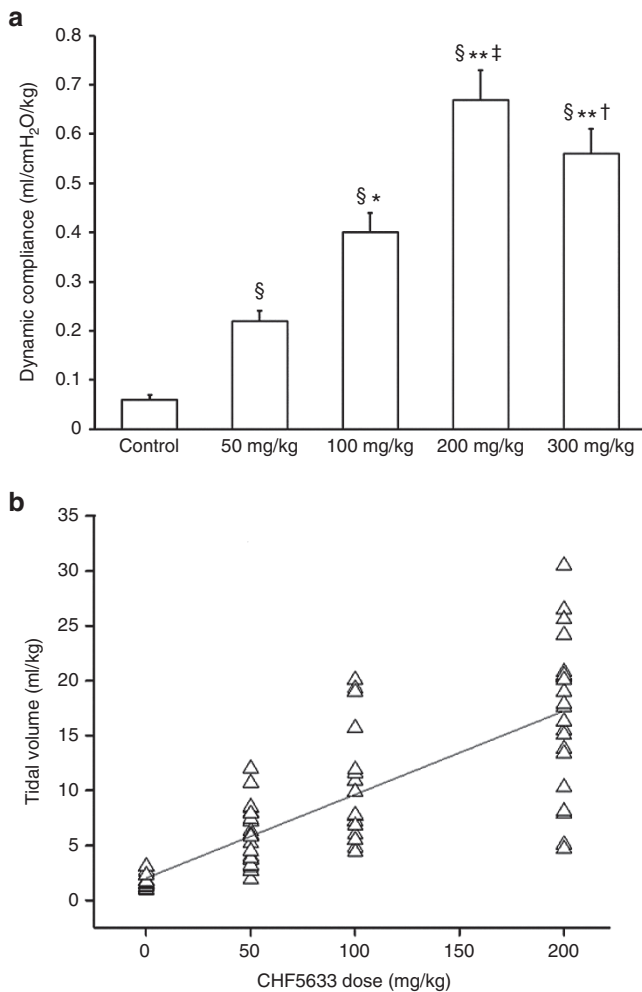 a
Dynamic compliance (ml/cmH₂O/kg)
0.8
0.7
0.6
0.5
0.4
0.3
0.2
0.1
0
§
§ *
§ ** ‡
§ ** †
Control
50 mg/kg
100 mg/kg
200 mg/kg
300 mg/kg
b
Tidal volume (ml/kg)
35
30
25
20
15
10
5
0
0
50
100
150
200
CHF5633 dose (mg/kg)